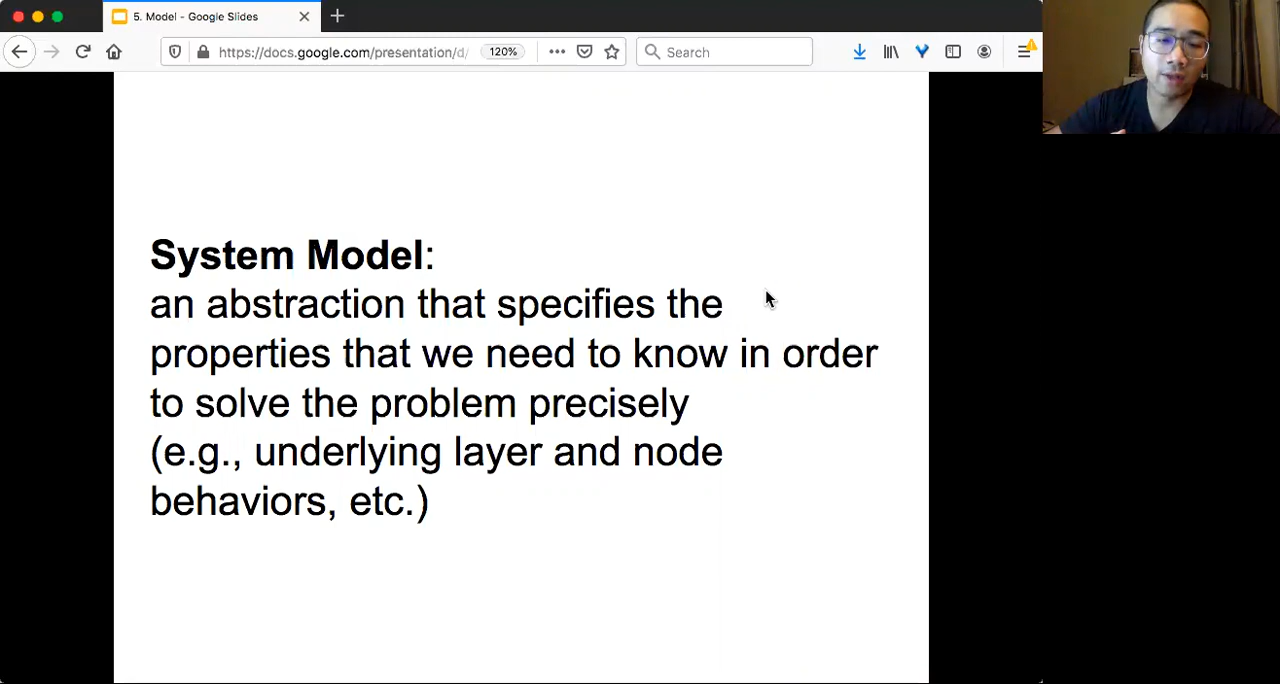 5. Model - Google Slides
https://docs.google.com/presentation/d/
120%
Search
System Model:
an abstraction that specifies the
properties that we need to know in order
to solve the problem precisely
(e.g., underlying layer and node
behaviors, etc.)